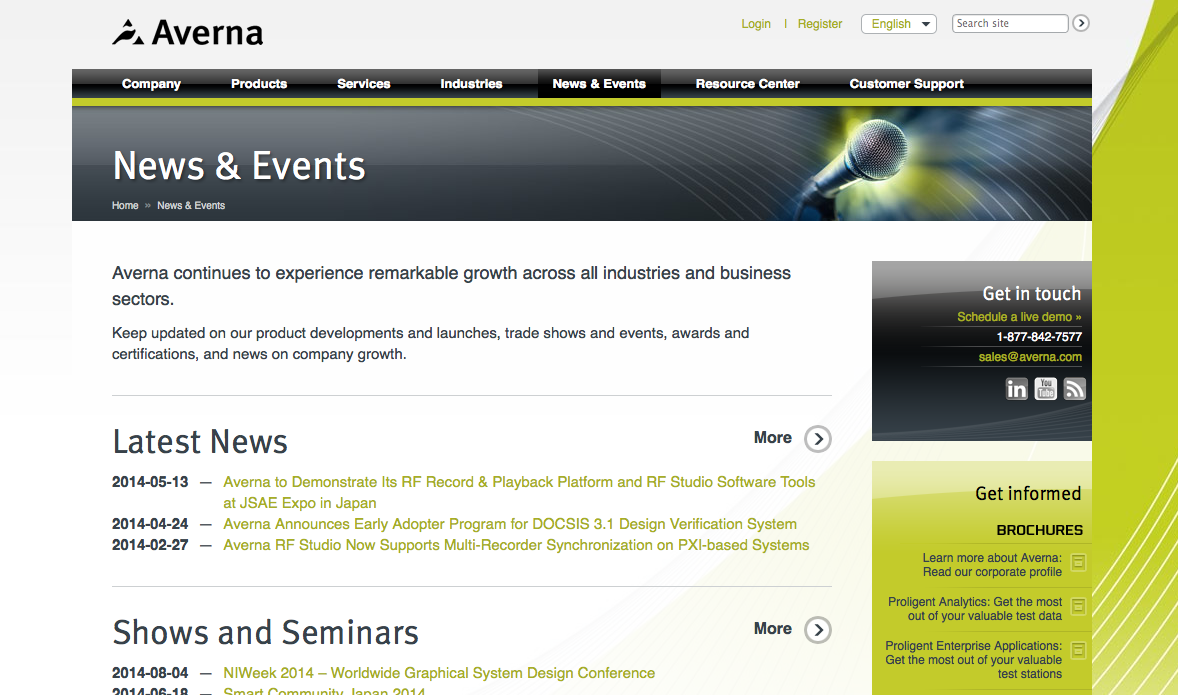 Averna
Login | Register
English
Search site
Company Products Services Industries News & Events Resource Center Customer Support
News & Events
Home » News & Events
Averna continues to experience remarkable growth across all industries and business
sectors.
Keep updated on our product developments and launches, trade shows and events, awards and
certifications, and news on company growth.
Latest News
More
2014-05-13 — Averna to Demonstrate Its RF Record & Playback Platform and RF Studio Software Tools
at JSAE Expo in Japan
2014-04-24 — Averna Announces Early Adopter Program for DOCSIS 3.1 Design Verification System
2014-02-27 — Averna RF Studio Now Supports Multi-Recorder Synchronization on PXI-based Systems
Shows and Seminars
More
2014-08-04 — NIWeek 2014 – Worldwide Graphical System Design Conference
2014-06-18 — Smart Community Japan 2014
Get in touch
Schedule a live demo »
1-877-842-7577
sales@averna.com
in
You
Tube
Get informed
BROCHURES
Learn more about Averna:
Read our corporate profile
Proligent Analytics: Get the most
out of your valuable test data
Proligent Enterprise Applications:
Get the most out of your valuable
test stations